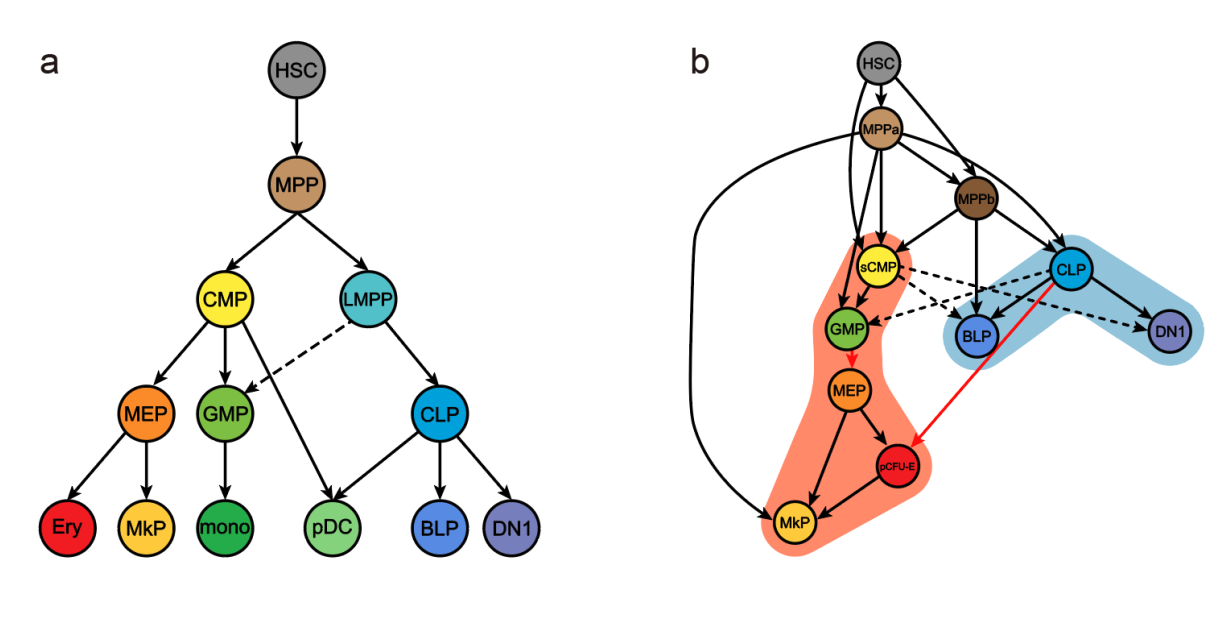 a
HSC
MPP
CMP
LMPP
MEP
GMP
CLP
Ery
MkP
mono
pDC
BLP
DN1
b
HSC
MPPa
MPPb
sCMP
CLP
GMP
BLP
DN1
MEP
pCFU-E
MkP